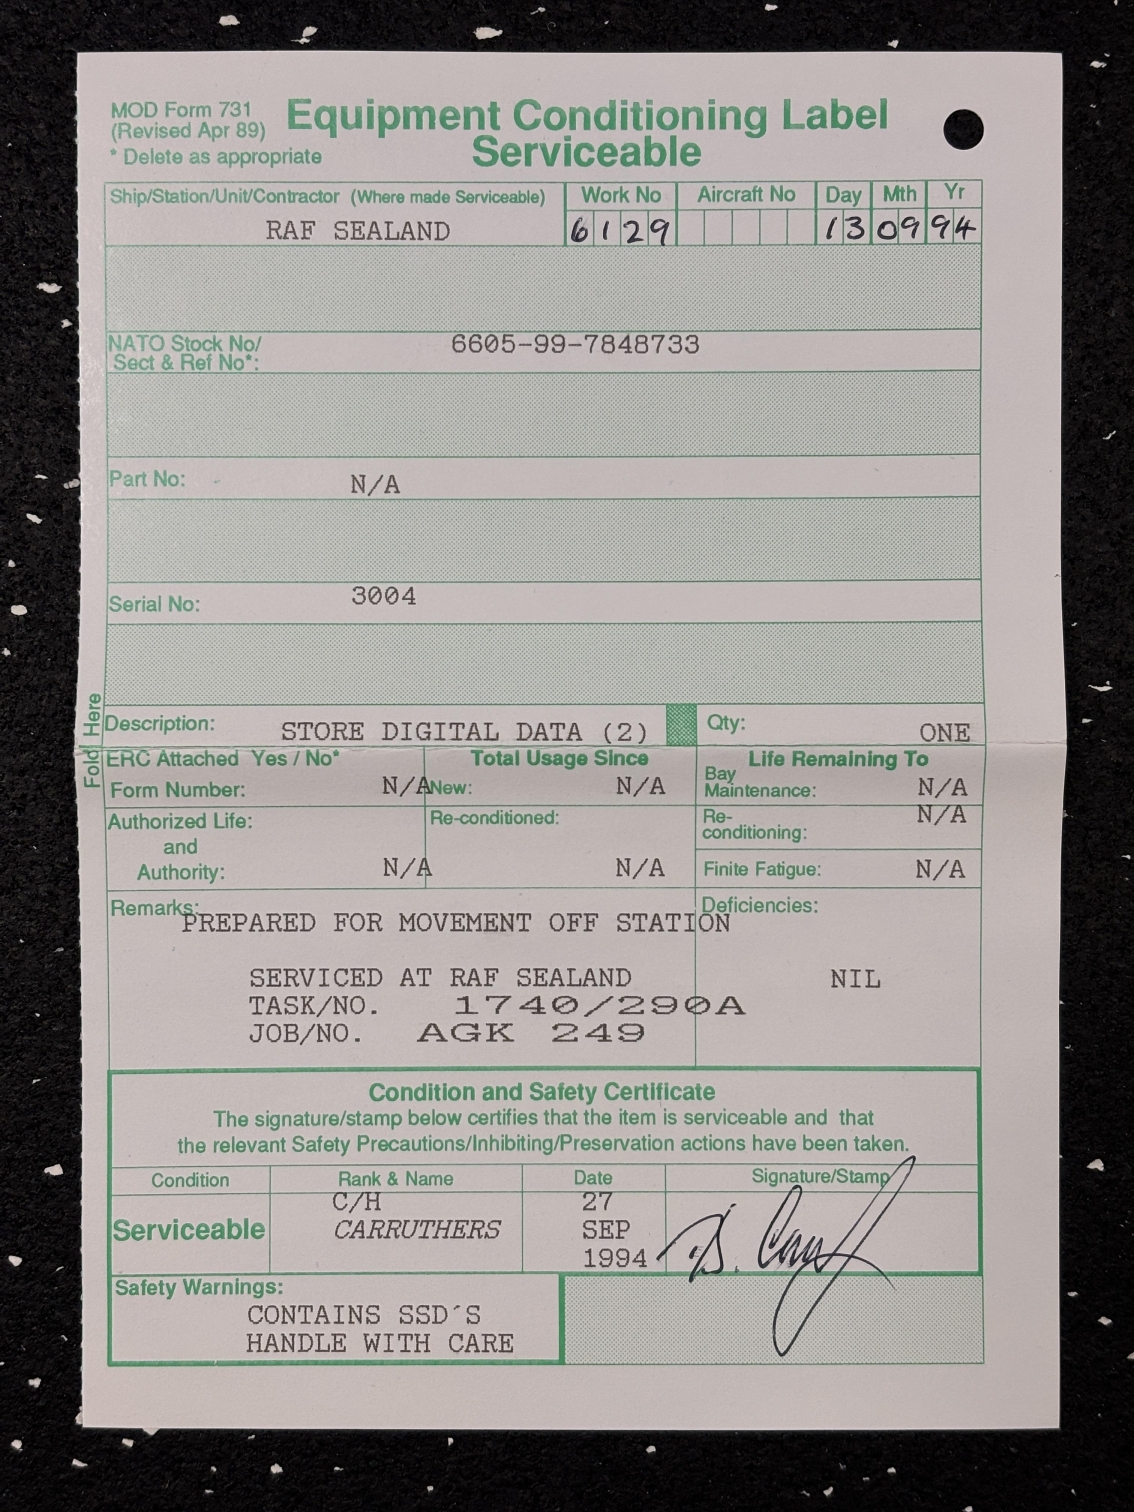 MOD Form 731
(Revised Apr 89)
* Delete as appropriate
Equipment Conditioning Label
Serviceable
Ship/Station/Unit/Contractor (Where made Serviceable)
RAF SEALAND
Work No
6129
Aircraft No
Day Mth Yr
13 09 94
NATO Stock No/
Sect & Ref No*:
6605-99-7848733
Part No:
N/A
Serial No:
3004
Fold Here
Description:
STORE DIGITAL DATA (2)
Qty:
ONE
ERC Attached Yes / No*
Form Number:
N/A
Total Usage Since
New:
N/A
Life Remaining To
Bay
Maintenance:
N/A
Authorized Life:
and
Authority:
N/A
Re-conditioned:
N/A
Re-
conditioning:
N/A
Finite Fatigue:
N/A
Remarks:
PREPARED FOR MOVEMENT OFF STATION
SERVICED AT RAF SEALAND
TASK/NO. 1740/290A
JOB/NO. AGK 249
Deficiencies:
NIL
Condition and Safety Certificate
The signature/stamp below certifies that the item is serviceable and that
the relevant Safety Precautions/Inhibiting/Preservation actions have been taken.
Condition
Rank & Name
Date
Signature/Stamp
Serviceable
C/H
CARRUTHERS
27
SEP
1994
Safety Warnings:
CONTAINS SSD´S
HANDLE WITH CARE